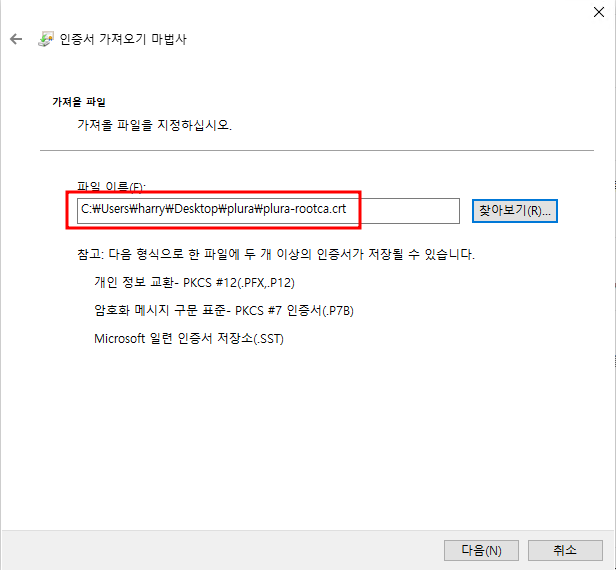 인증서 가져오기 마법사
가져올 파일
가져올 파일을 지정하십시오.
파일 이름(F):
C:₩Users₩harry₩Desktop₩plura₩plura-rootca.crt
찾아보기(R)...
참고: 다음 형식으로 한 파일에 두 개 이상의 인증서가 저장될 수 있습니다.
개인 정보 교환- PKCS #12(.PFX,.P12)
암호화 메시지 구문 표준- PKCS #7 인증서(.P7B)
Microsoft 일련 인증서 저장소(.SST)
다음(N)
취소